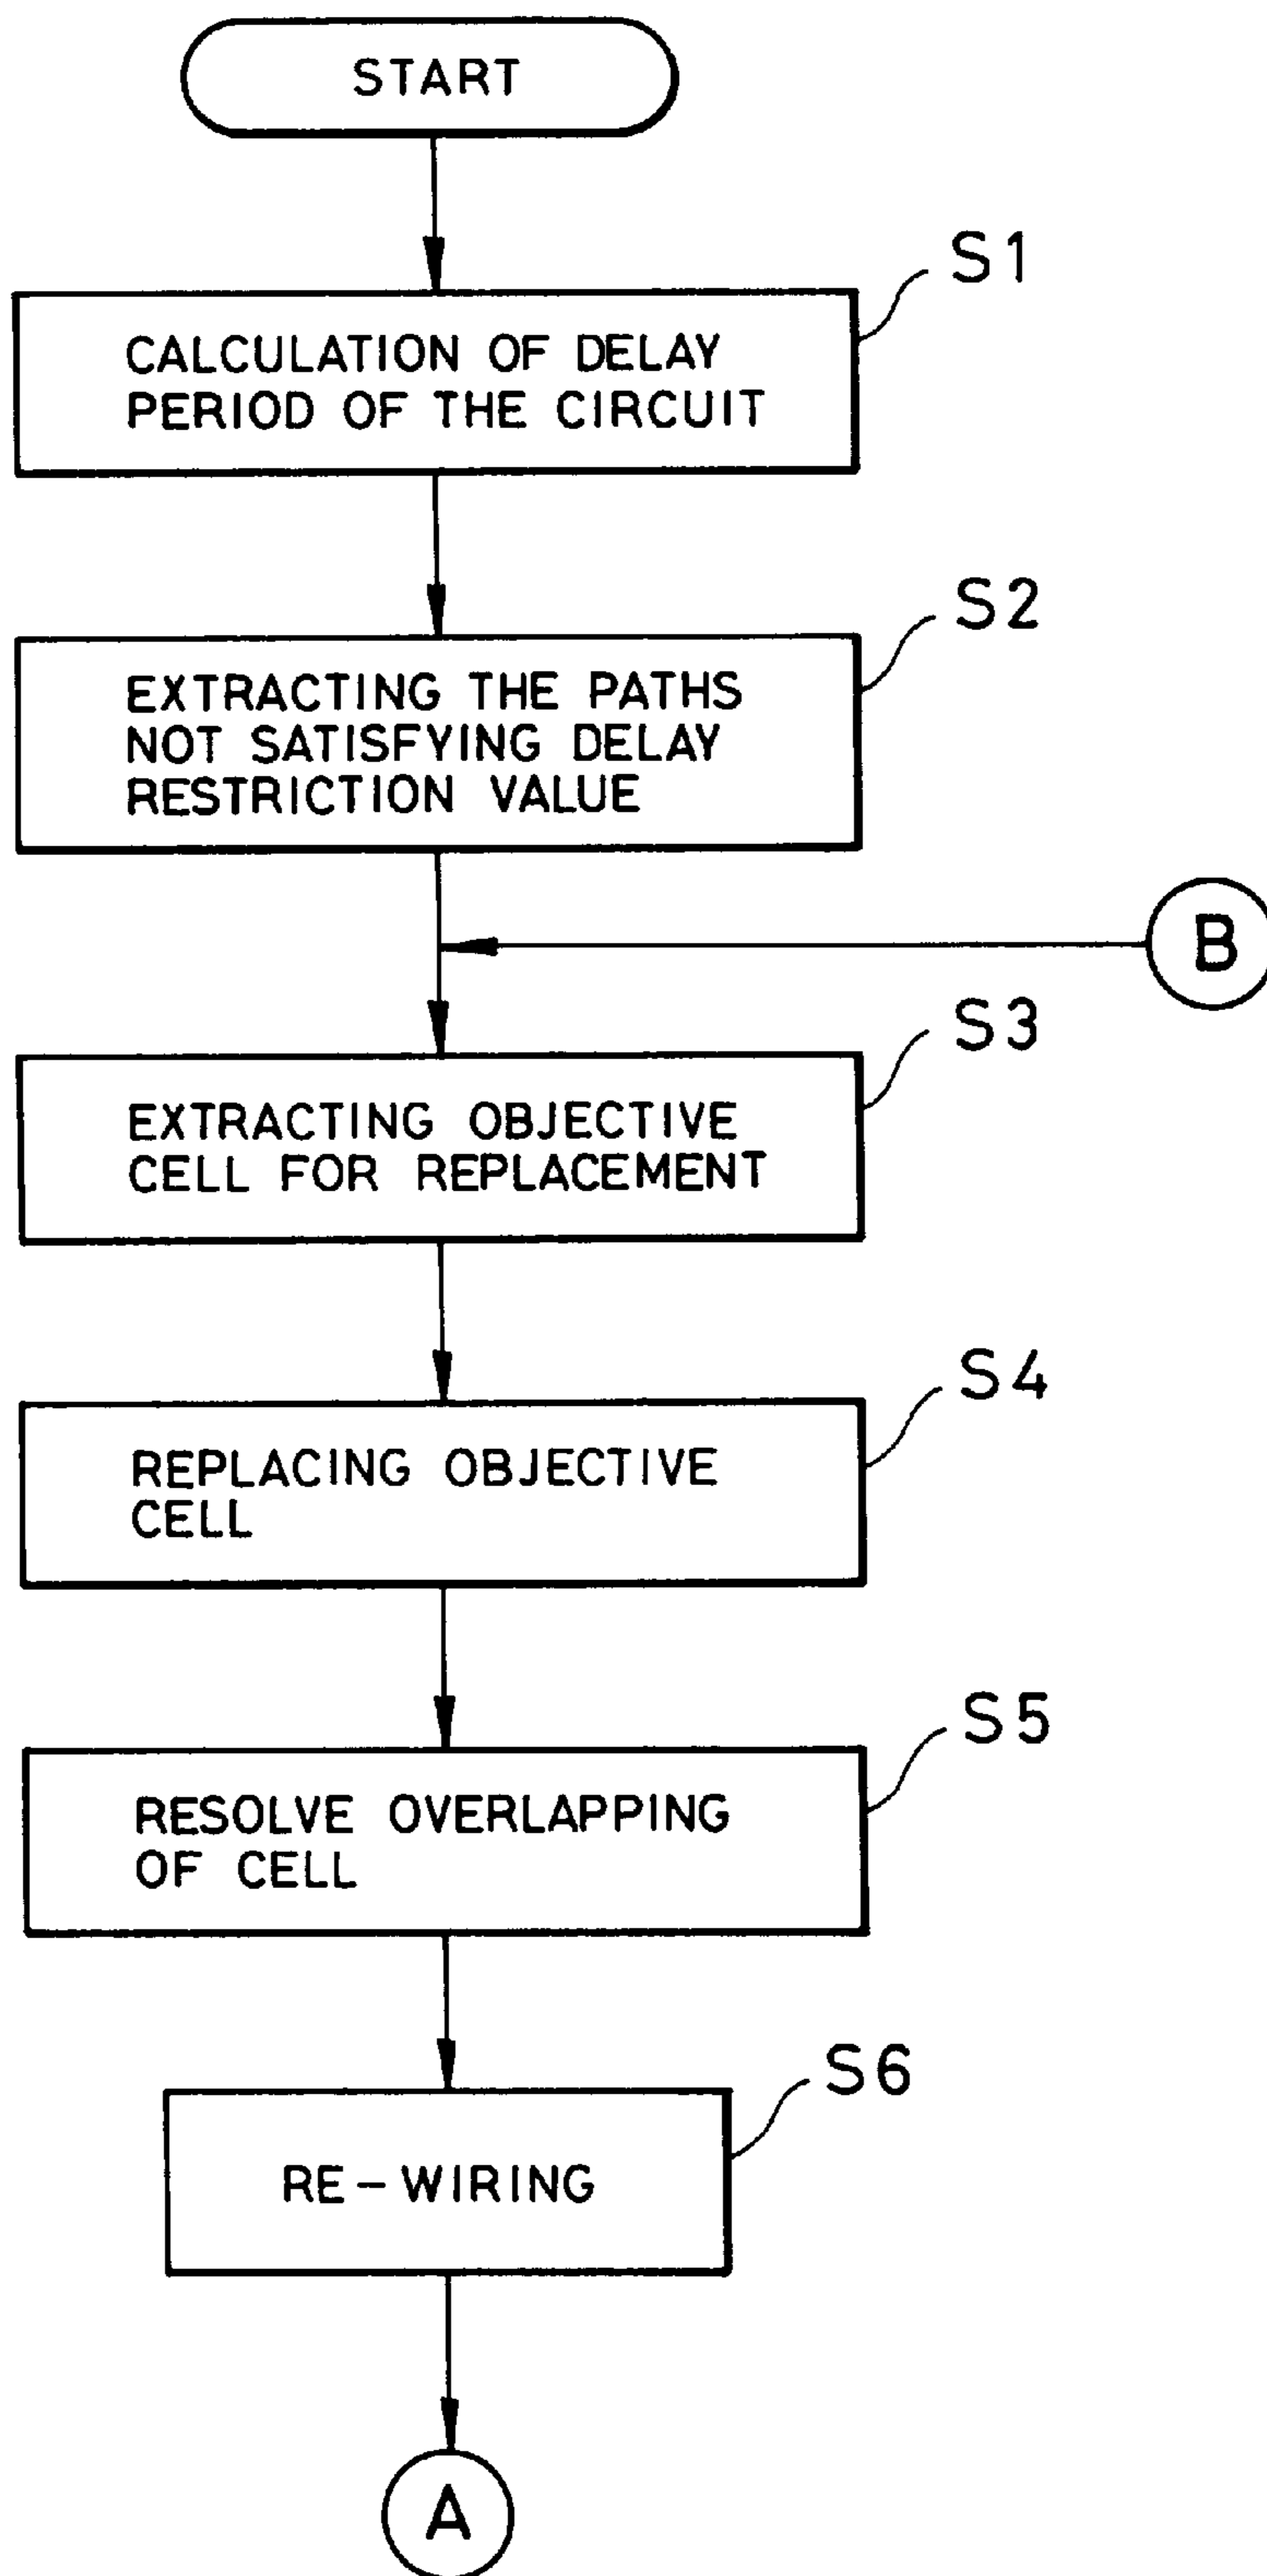 START
S1
CALCULATION OF DELAY
PERIOD OF THE CIRCUIT
S2
EXTRACTING THE PATHS
NOT SATISFYING DELAY
RESTRICTION VALUE
B
S3
EXTRACTING OBJECTIVE
CELL FOR REPLACEMENT
S4
REPLACING OBJECTIVE
CELL
S5
RESOLVE OVERLAPPING
OF CELL
S6
RE-WIRING
A